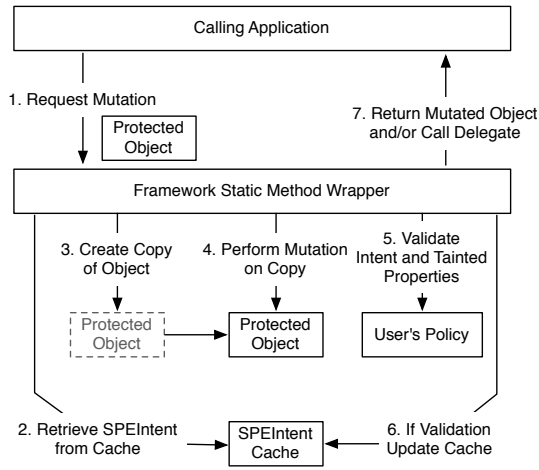 Calling Application
1. Request Mutation
Protected
Object
7. Return Mutated Object
and/or Call Delegate
Framework Static Method Wrapper
3. Create Copy
of Object
4. Perform Mutation
on Copy
5. Validate
Intent and Tainted
Properties
Protected
Object
Protected
Object
User's Policy
2. Retrieve SPEIntent
from Cache
SPEIntent
Cache
6. If Validation
Update Cache